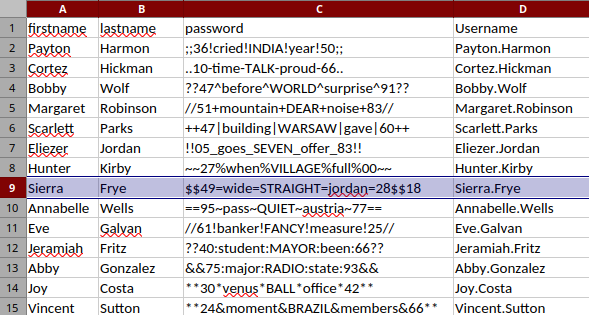 A B C D
1 firstname lastname password Username
2 Payton Harmon ;;36!cried!INDIA!year!50;; Payton.Harmon
3 Cortez Hickman ..10-time-TALK-proud-66.. Cortez.Hickman
4 Bobby Wolf ??47^before^WORLD^surprise^91?? Bobby.Wolf
5 Margaret Robinson //51+mountain+DEAR+noise+83// Margaret.Robinson
6 Scarlett Parks ++47|building|WARSAW|gave|60++ Scarlett.Parks
7 Eliezer Jordan !!05_goes_SEVEN_offer_83!! Eliezer.Jordan
8 Hunter Kirby ~~27%when%VILLAGE%full%00~~ Hunter.Kirby
9 Sierra Frye $$49=wide=STRAIGHT=jordan=28$$18 Sierra.Frye
10 Annabelle Wells ==95~pass~QUIET~austria~77== Annabelle.Wells
11 Eve Galvan //61!banker!FANCY!measure!25// Eve.Galvan
12 Jeramiah Fritz ??40:student:MAYOR:been:66?? Jeramiah.Fritz
13 Abby Gonzalez &&75:major:RADIO:state:93&& Abby.Gonzalez
14 Joy Costa **30*venus*BALL*office*42** Joy.Costa
15 Vincent Sutton **24&moment&BRAZIL&members&66** Vincent.Sutton